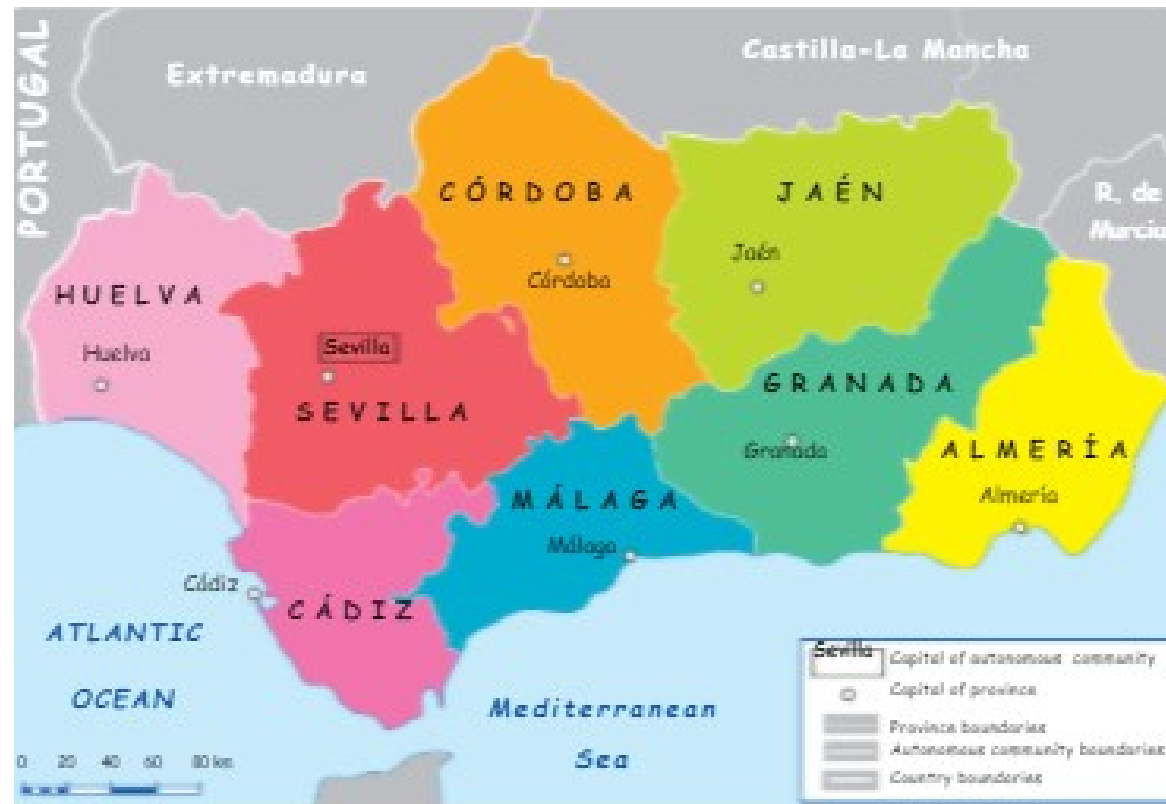 PORTUGAL
Extremadura
Castilla-La Mancha
R. de
Murcia
CÓRDOBA
JAÉN
Jaén
Córdoba
HUELVA
Huelva
Sevilla
SEVILLA
GRANADA
Granada
ALMERÍA
Almería
MÁLAGA
Málaga
Cádiz
CÁDIZ
ATLANTIC
OCEAN
Mediterranean
Sea
0 20 40 60 80 km
Sevilla
Capital of autonomous community
Capital of province
Province boundaries
Autonomous community boundaries
Country boundaries